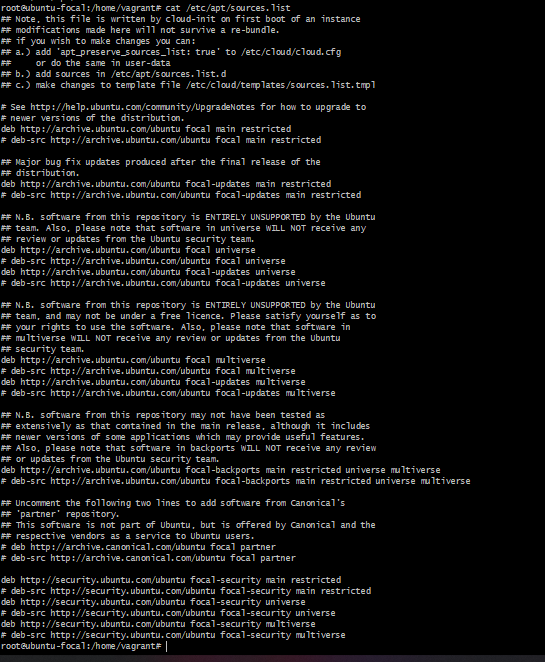 root@ubuntu-focal:/home/vagrant# cat /etc/apt/sources.list
## Note, this file is written by cloud-init on first boot of an instance
## modifications made here will not survive a re-bundle.
## if you wish to make changes you can:
## a.) add 'apt_preserve_sources_list: true' to /etc/cloud/cloud.cfg
##     or do the same in user-data
## b.) add sources in /etc/apt/sources.list.d
## c.) make changes to template file /etc/cloud/templates/sources.list.tmpl
# See http://help.ubuntu.com/community/UpgradeNotes for how to upgrade to
# newer versions of the distribution.
deb http://archive.ubuntu.com/ubuntu focal main restricted
# deb-src http://archive.ubuntu.com/ubuntu focal main restricted
## Major bug fix updates produced after the final release of the
## distribution.
deb http://archive.ubuntu.com/ubuntu focal-updates main restricted
# deb-src http://archive.ubuntu.com/ubuntu focal-updates main restricted
## N.B. software from this repository is ENTIRELY UNSUPPORTED by the Ubuntu
## team. Also, please note that software in universe WILL NOT receive any
## review or updates from the Ubuntu security team.
deb http://archive.ubuntu.com/ubuntu focal universe
# deb-src http://archive.ubuntu.com/ubuntu focal universe
deb http://archive.ubuntu.com/ubuntu focal-updates universe
# deb-src http://archive.ubuntu.com/ubuntu focal-updates universe
## N.B. software from this repository is ENTIRELY UNSUPPORTED by the Ubuntu
## team, and may not be under a free licence. Please satisfy yourself as to
## your rights to use the software. Also, please note that software in
## multiverse WILL NOT receive any review or updates from the Ubuntu
## security team.
deb http://archive.ubuntu.com/ubuntu focal multiverse
# deb-src http://archive.ubuntu.com/ubuntu focal multiverse
deb http://archive.ubuntu.com/ubuntu focal-updates multiverse
# deb-src http://archive.ubuntu.com/ubuntu focal-updates multiverse
## N.B. software from this repository may not have been tested as
## extensively as that contained in the main release, although it includes
## newer versions of some applications which may provide useful features.
## Also, please note that software in backports WILL NOT receive any review
## or updates from the Ubuntu security team.
deb http://archive.ubuntu.com/ubuntu focal-backports main restricted universe multiverse
# deb-src http://archive.ubuntu.com/ubuntu focal-backports main restricted universe multiverse
## Uncomment the following two lines to add software from Canonical's
## 'partner' repository.
## This software is not part of Ubuntu, but is offered by Canonical and the
## respective vendors as a service to Ubuntu users.
# deb http://archive.canonical.com/ubuntu focal partner
# deb-src http://archive.canonical.com/ubuntu focal partner
deb http://security.ubuntu.com/ubuntu focal-security main restricted
# deb-src http://security.ubuntu.com/ubuntu focal-security main restricted
deb http://security.ubuntu.com/ubuntu focal-security universe
# deb-src http://security.ubuntu.com/ubuntu focal-security universe
deb http://security.ubuntu.com/ubuntu focal-security multiverse
# deb-src http://security.ubuntu.com/ubuntu focal-security multiverse
root@ubuntu-focal:/home/vagrant#